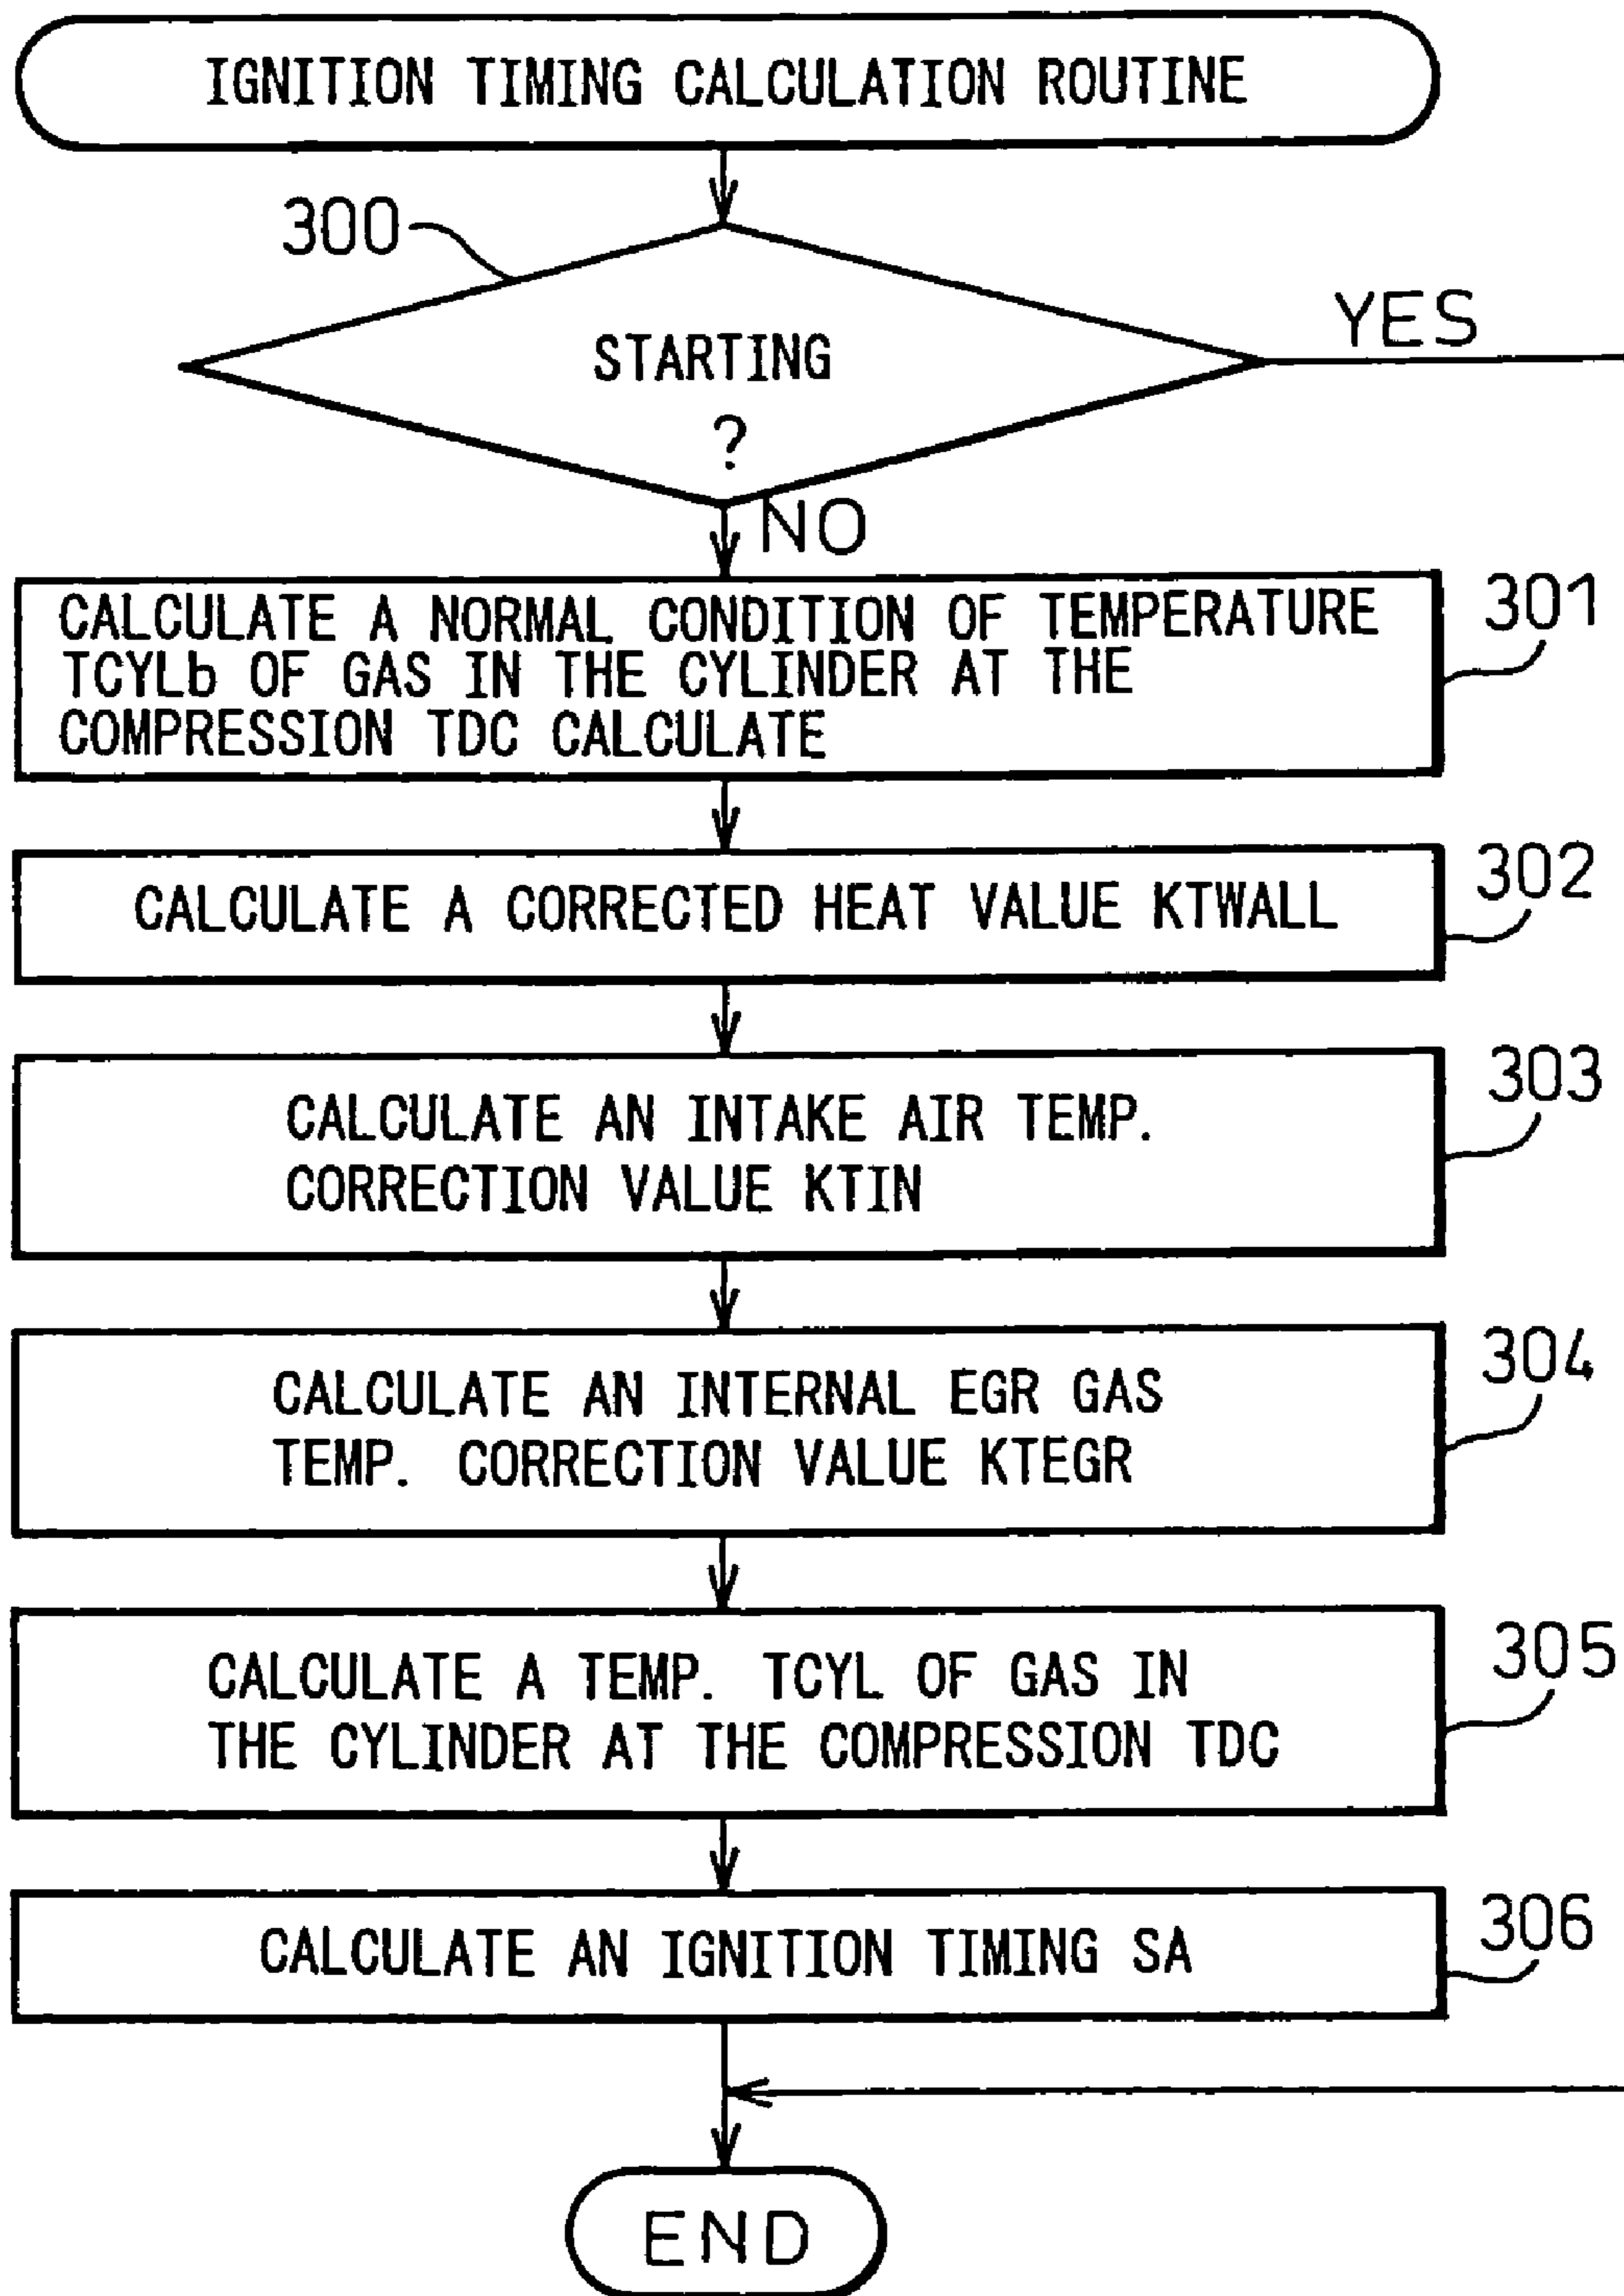 IGNITION TIMING CALCULATION ROUTINE
300
STARTING
?
YES
NO
CALCULATE A NORMAL CONDITION OF TEMPERATURE
TCYLb OF GAS IN THE CYLINDER AT THE
COMPRESSION TDC CALCULATE
301
CALCULATE A CORRECTED HEAT VALUE KTWALL
302
CALCULATE AN INTAKE AIR TEMP.
CORRECTION VALUE KTIN
303
CALCULATE AN INTERNAL EGR GAS
TEMP. CORRECTION VALUE KTEGR
304
CALCULATE A TEMP. TCYL OF GAS IN
THE CYLINDER AT THE COMPRESSION TDC
305
CALCULATE AN IGNITION TIMING SA
306
END